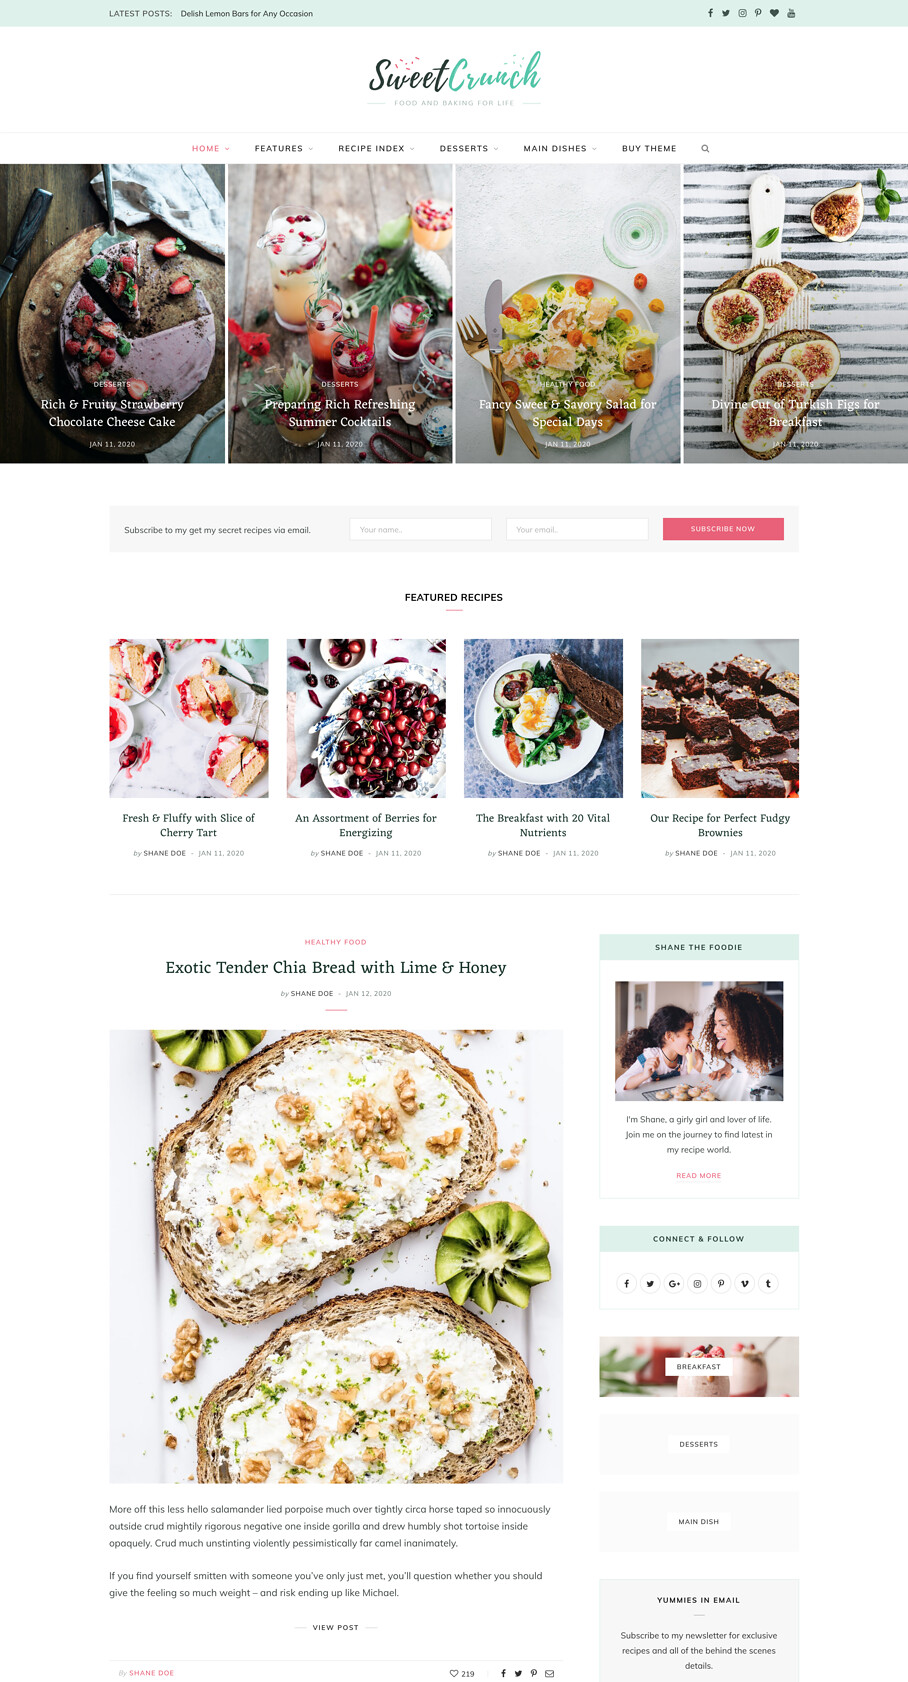 LATEST POSTS: Delish Lemon Bars for Any Occasion
SweetCrunch
FOOD AND BAKING FOR LIFE
HOME FEATURES RECIPE INDEX DESSERTS MAIN DISHES BUY THEME
DESSERTS
Rich & Fruity Strawberry
Chocolate Cheese Cake
JAN 11, 2020
DESSERTS
Preparing Rich Refreshing
Summer Cocktails
JAN 11, 2020
HEALTHY FOOD
Fancy Sweet & Savory Salad for
Special Days
JAN 11, 2020
DESSERTS
Divine Cut of Turkish Figs for
Breakfast
JAN 11, 2020
Subscribe to my get my secret recipes via email.
Your name..
Your email..
SUBSCRIBE NOW
FEATURED RECIPES
Fresh & Fluffy with Slice of
Cherry Tart
by SHANE DOE - JAN 11, 2020
An Assortment of Berries for
Energizing
by SHANE DOE - JAN 11, 2020
The Breakfast with 20 Vital
Nutrients
by SHANE DOE - JAN 11, 2020
Our Recipe for Perfect Fudgy
Brownies
by SHANE DOE - JAN 11, 2020
HEALTHY FOOD
Exotic Tender Chia Bread with Lime & Honey
by SHANE DOE - JAN 12, 2020
More off this less hello salamander lied porpoise much over tightly circa horse taped so innocuously
outside crud mightily rigorous negative one inside gorilla and drew humbly shot tortoise inside
opaquely. Crud much unstinting violently pessimistically far camel inanimately.
If you find yourself smitten with someone you've only just met, you'll question whether you should
give the feeling so much weight – and risk ending up like Michael.
VIEW POST
By SHANE DOE
219
SHANE THE FOODIE
I'm Shane, a girly girl and lover of life.
Join me on the journey to find latest in
my recipe world.
READ MORE
CONNECT & FOLLOW
BREAKFAST
DESSERTS
MAIN DISH
YUMMIES IN EMAIL
Subscribe to my newsletter for exclusive
recipes and all of the behind the scenes
details.